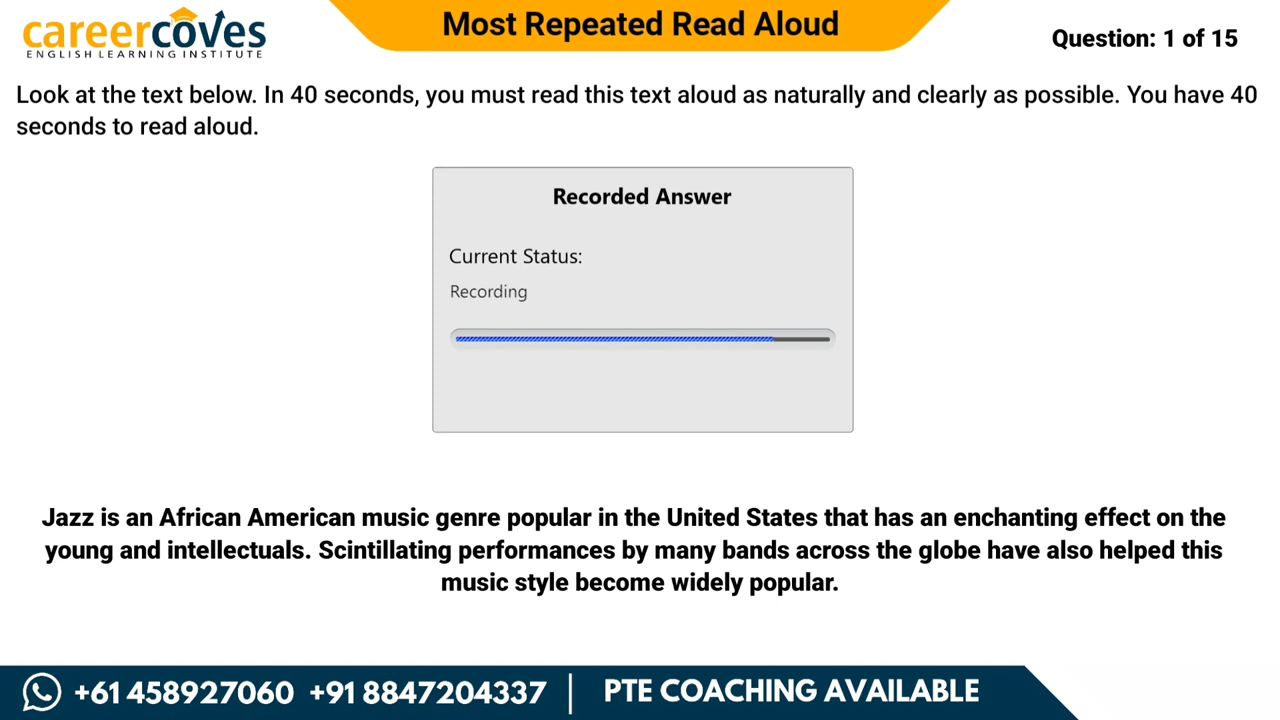 careercoves
ENGLISH LEARNING INSTITUTE
Most Repeated Read Aloud
Question: 1 of 15
Look at the text below. In 40 seconds, you must read this text aloud as naturally and clearly as possible. You have 40
seconds to read aloud.
Recorded Answer
Current Status:
Recording
Jazz is an African American music genre popular in the United States that has an enchanting effect on the
young and intellectuals. Scintillating performances by many bands across the globe have also helped this
music style become widely popular.
+61 458927060 +91 8847204337 | PTE COACHING AVAILABLE